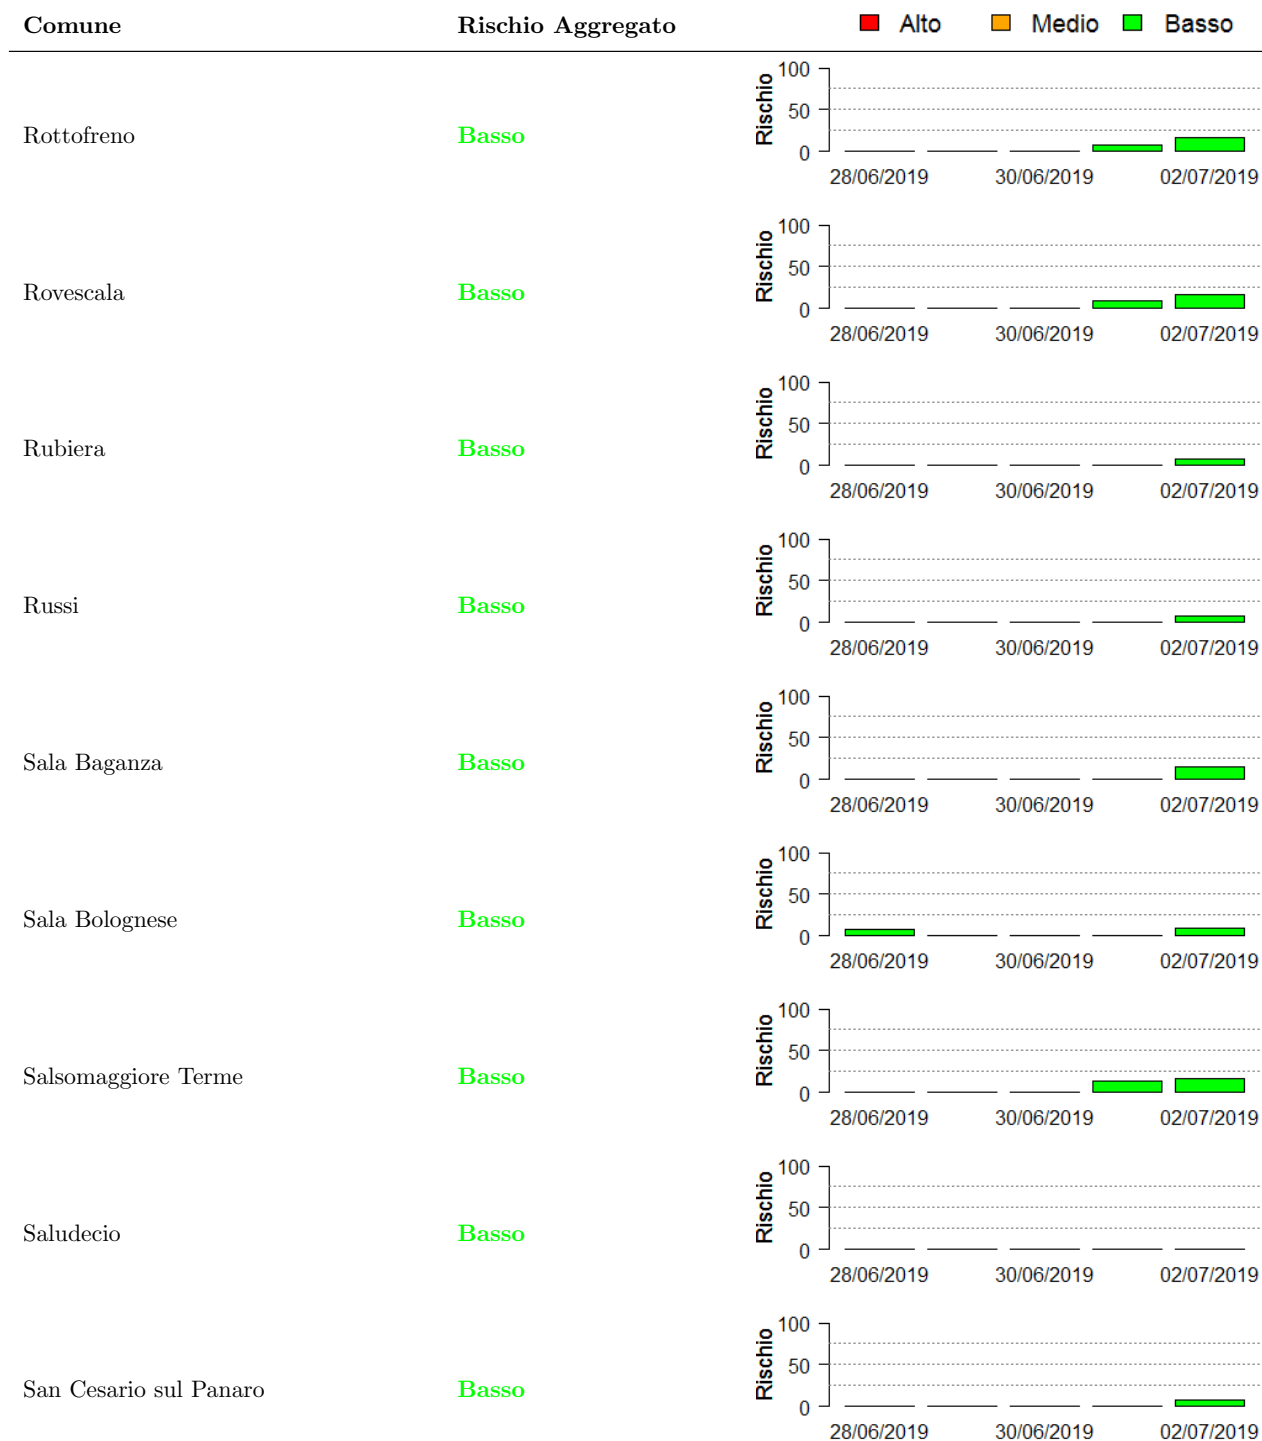 Comune Rischio Aggregato Alto Medio Basso
Rottofreno Basso
Rischio
100
50
0
28/06/2019 30/06/2019 02/07/2019
Rovescala Basso
Rischio
100
50
0
28/06/2019 30/06/2019 02/07/2019
Rubiera Basso
Rischio
100
50
0
28/06/2019 30/06/2019 02/07/2019
Russi Basso
Rischio
100
50
0
28/06/2019 30/06/2019 02/07/2019
Sala Baganza Basso
Rischio
100
50
0
28/06/2019 30/06/2019 02/07/2019
Sala Bolognese Basso
Rischio
100
50
0
28/06/2019 30/06/2019 02/07/2019
Salsomaggiore Terme Basso
Rischio
100
50
0
28/06/2019 30/06/2019 02/07/2019
Saludecio Basso
Rischio
100
50
0
28/06/2019 30/06/2019 02/07/2019
San Cesario sul Panaro Basso
Rischio
100
50
0
28/06/2019 30/06/2019 02/07/2019